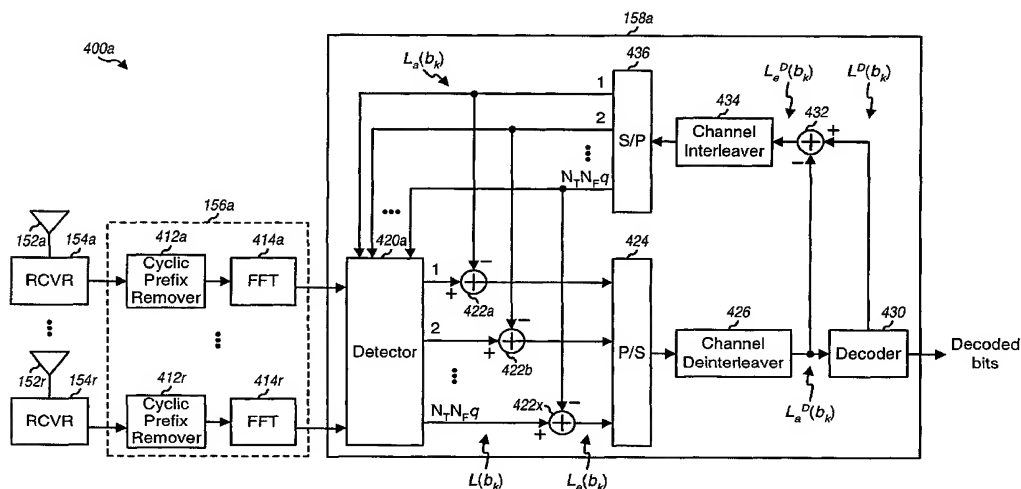 158a
400a
Lₐ(bₖ)
436
Lₑᴰ(bₖ)
Lᴰ(bₖ)
1
2
S/P
434
Channel
Interleaver
432
+
−
NTNFq
156a
152a
154a
412a
414a
420a
RCVR
Cyclic
Prefix
Remover
FFT
Detector
1
−
+
422a
2
−
+
422b
NTNFq
−
+
422x
424
P/S
426
Channel
Deinterleaver
430
Decoder
Decoded
bits
152r
154r
412r
414r
RCVR
Cyclic
Prefix
Remover
FFT
L(bₖ)
Lₑ(bₖ)
Lₐᴰ(bₖ)